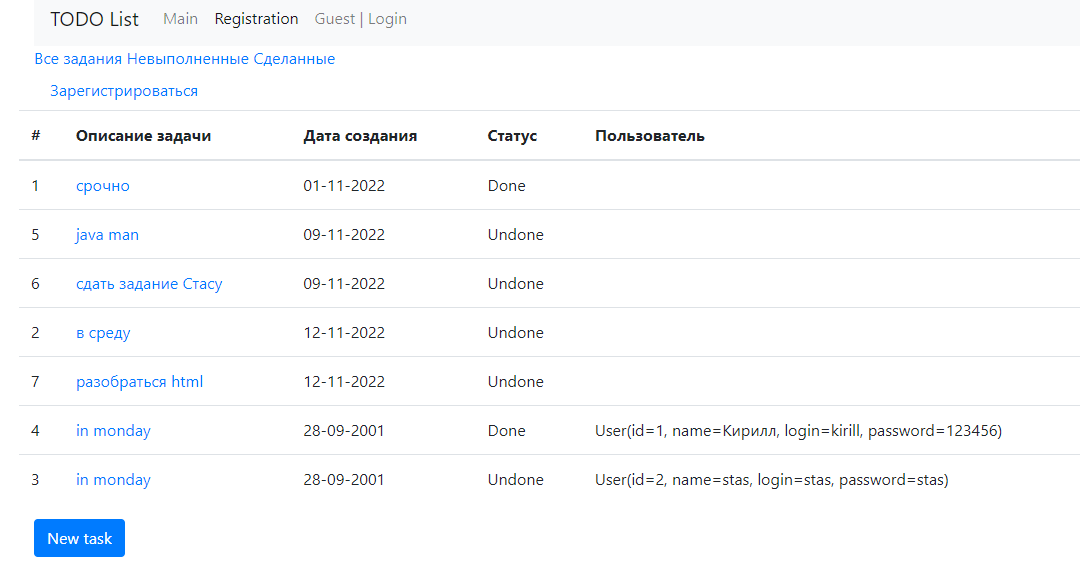 TODO List Main Registration Guest | Login
Все задания Невыполненные Сделанные
Зарегистрироваться
# Описание задачи Дата создания Статус Пользователь
1 срочно 01-11-2022 Done
5 java man 09-11-2022 Undone
6 сдать задание Стасу 09-11-2022 Undone
2 в среду 12-11-2022 Undone
7 разобраться html 12-11-2022 Undone
4 in monday 28-09-2001 Done User(id=1, name=Кирилл, login=kirill, password=123456)
3 in monday 28-09-2001 Undone User(id=2, name=stas, login=stas, password=stas)
New task